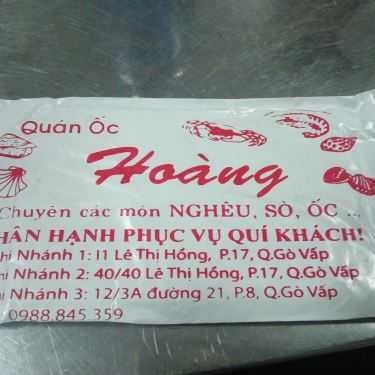 Quán Ốc
Hoàng
Chuyên các món NGHÊU, SÒ, ỐC ...
HÂN HẠNH PHỤC VỤ QUÍ KHÁCH!
hi Nhánh 1: 11 Lê Thị Hồng, P.17, Q.Gò Vấp
hi Nhánh 2: 40/40 Lê Thị Hồng, P.17, Q.Gò Vấp
hi Nhánh 3: 12/3A đường 21, P.8, Q.Gò Vấp
0988.845.359